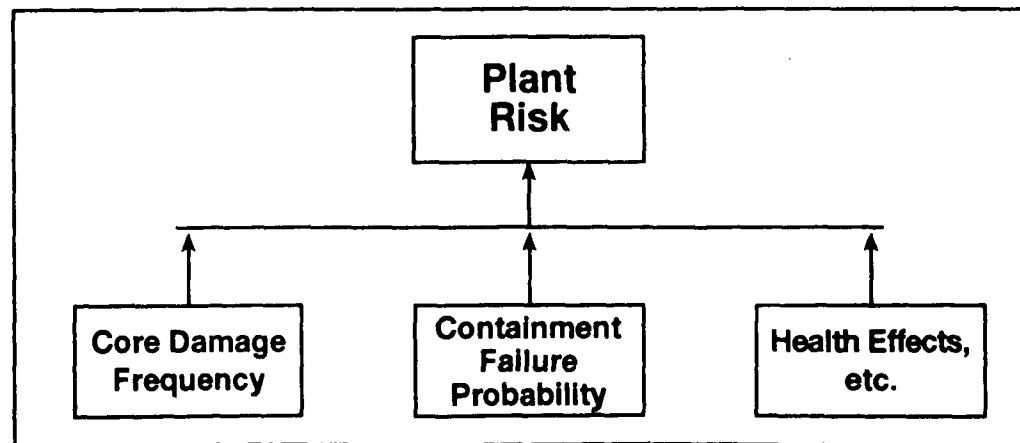 Plant
Risk
Core Damage
Frequency
Containment
Failure
Probability
Health Effects,
etc.